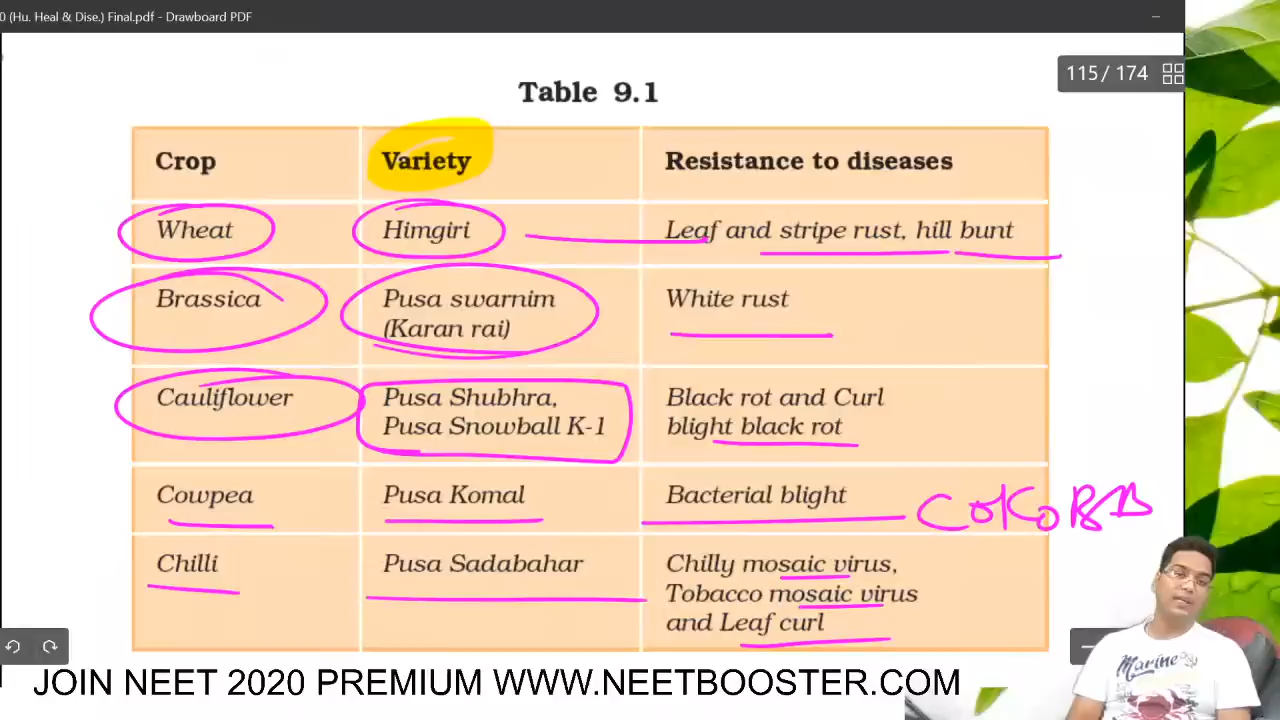 0 (Hu. Heal & Dise.) Final.pdf - Drawboard PDF
115 / 174
Table 9.1
Crop Variety Resistance to diseases
Wheat Himgiri Leaf and stripe rust, hill bunt
Brassica Pusa swarnim White rust
(Karan rai)
Cauliflower Pusa Shubhra, Black rot and Curl
Pusa Snowball K-1 blight black rot
Cowpea Pusa Komal Bacterial blight COKOBB
Chilli Pusa Sadabahar Chilly mosaic virus,
Tobacco mosaic virus
and Leaf curl
Marine
JOIN NEET 2020 PREMIUM WWW.NEETBOOSTER.COM